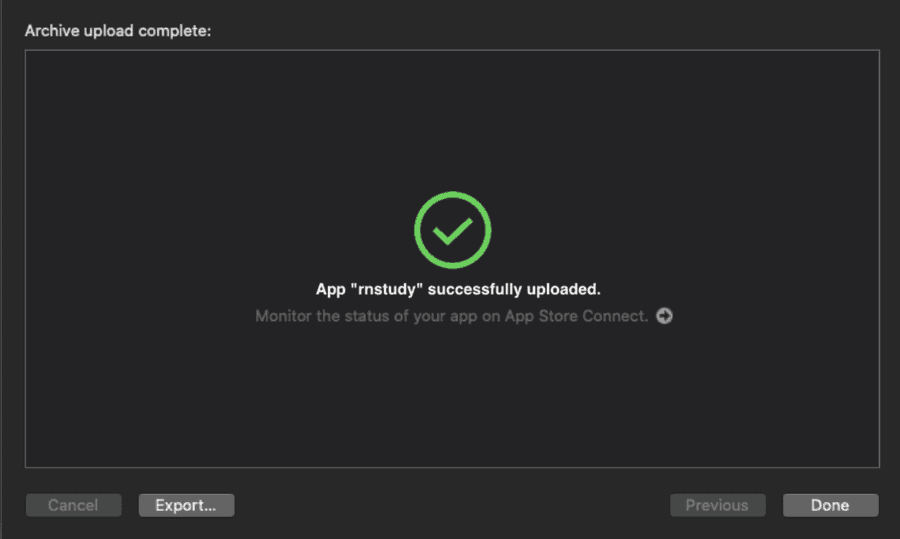 Archive upload complete:
App "rnstudy" successfully uploaded.
Monitor the status of your app on App Store Connect.
Cancel
Export...
Previous
Done